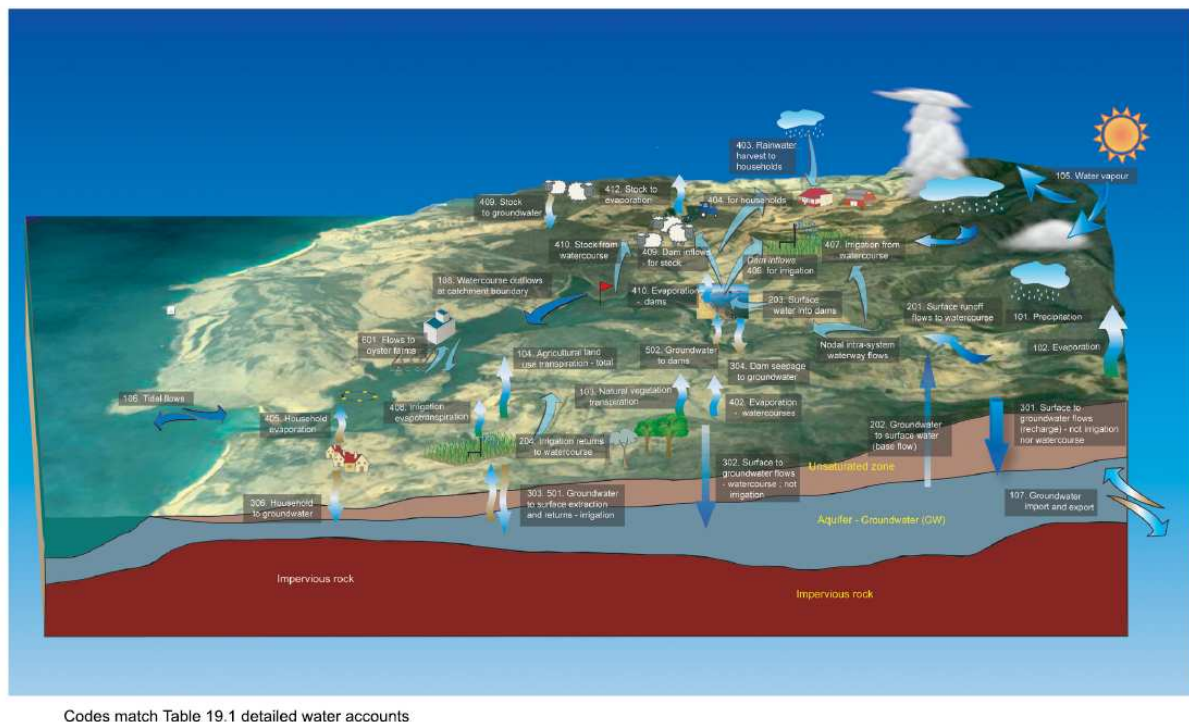 403. Rainwater
harvest to
households
105. Water vapour
412. Stock to
evaporation
409. Stock
to groundwater
404. for households
410. Stock from
watercourse
409. Dam inflows
- for stock
Dam inflows
406. for irrigation
407. Irrigation from
watercourse
108. Watercourse outflows
at catchment boundary
410. Evaporation
- dams
203. Surface
water into dams
201. Surface runoff
flows to watercourse
101. Precipitation
601. Flows to
oyster farms
104. Agricultural land
use transpiration - total
502. Groundwater
to dams
Nodal intra-system
waterway flows
102. Evaporation
304. Dam seepage
to groundwater
106. Tidal flows
405. Household
evaporation
408. Irrigation
evapotranspiration
103. Natural vegetation
transpiration
402. Evaporation
- watercourses
204. Irrigation returns
to watercourse
202. Groundwater
to surface water
(base flow)
301. Surface to
groundwater flows
(recharge) - not irrigation
nor watercourse
302. Surface to
groundwater flows
- watercourse ; not
irrigation
Unsaturated zone
306. Household
to groundwater
303. 501. Groundwater
to surface extraction
and returns - irrigation
107. Groundwater
import and export
Aquifer - Groundwater (GW)
Impervious rock
Impervious rock
Codes match Table 19.1 detailed water accounts